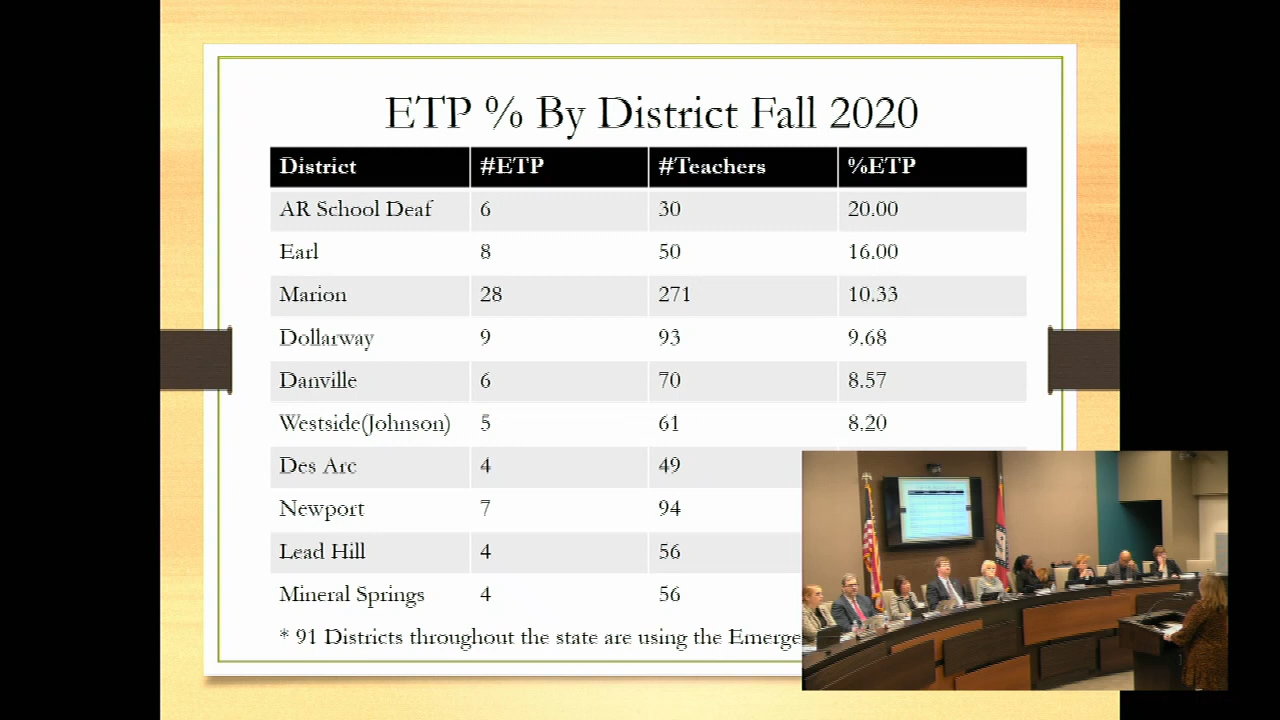 ETP % By District Fall 2020
District #ETP #Teachers %ETP
AR School Deaf 6 30 20.00
Earl 8 50 16.00
Marion 28 271 10.33
Dollarway 9 93 9.68
Danville 6 70 8.57
Westside(Johnson) 5 61 8.20
Des Arc 4 49
Newport 7 94
Lead Hill 4 56
Mineral Springs 4 56
* 91 Districts throughout the state are using the Emerge